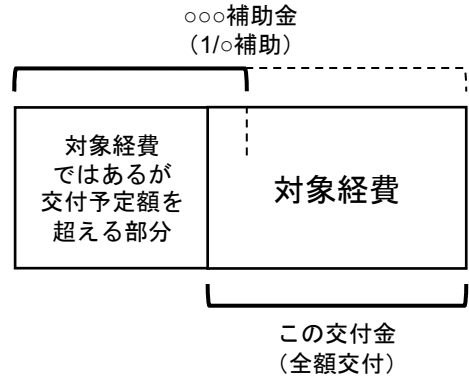 ○○○補助金
（1/○補助）
対象経費
ではあるが
交付予定額を
超える部分
対象経費
この交付金
（全額交付）